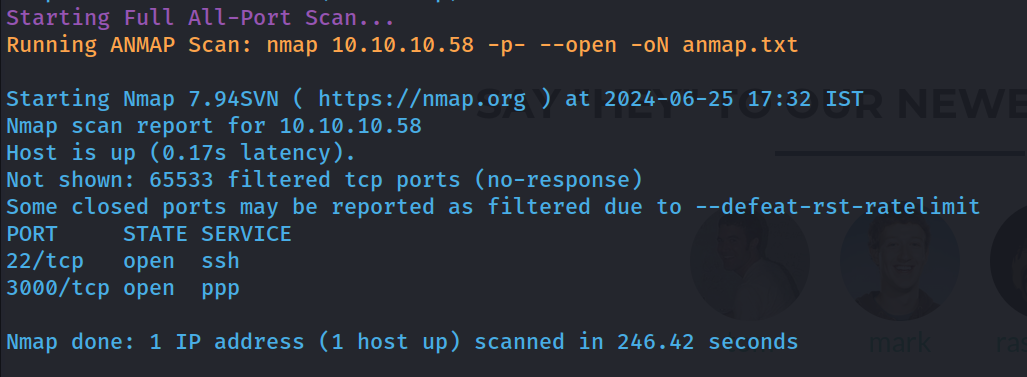 Starting Full All-Port Scan...
Running ANMAP Scan: nmap 10.10.10.58 -p- --open -oN anmap.txt
Starting Nmap 7.94SVN ( https://nmap.org ) at 2024-06-25 17:32 IST
SAY "HEY" TO OUR NEWE
Nmap scan report for 10.10.10.58
Host is up (0.17s latency).
Not shown: 65533 filtered tcp ports (no-response)
Some closed ports may be reported as filtered due to --defeat-rst-ratelimit
PORT     STATE SERVICE
22/tcp   open  ssh
3000/tcp open  ppp
Nmap done: 1 IP address (1 host up) scanned in 246.42 seconds
mark